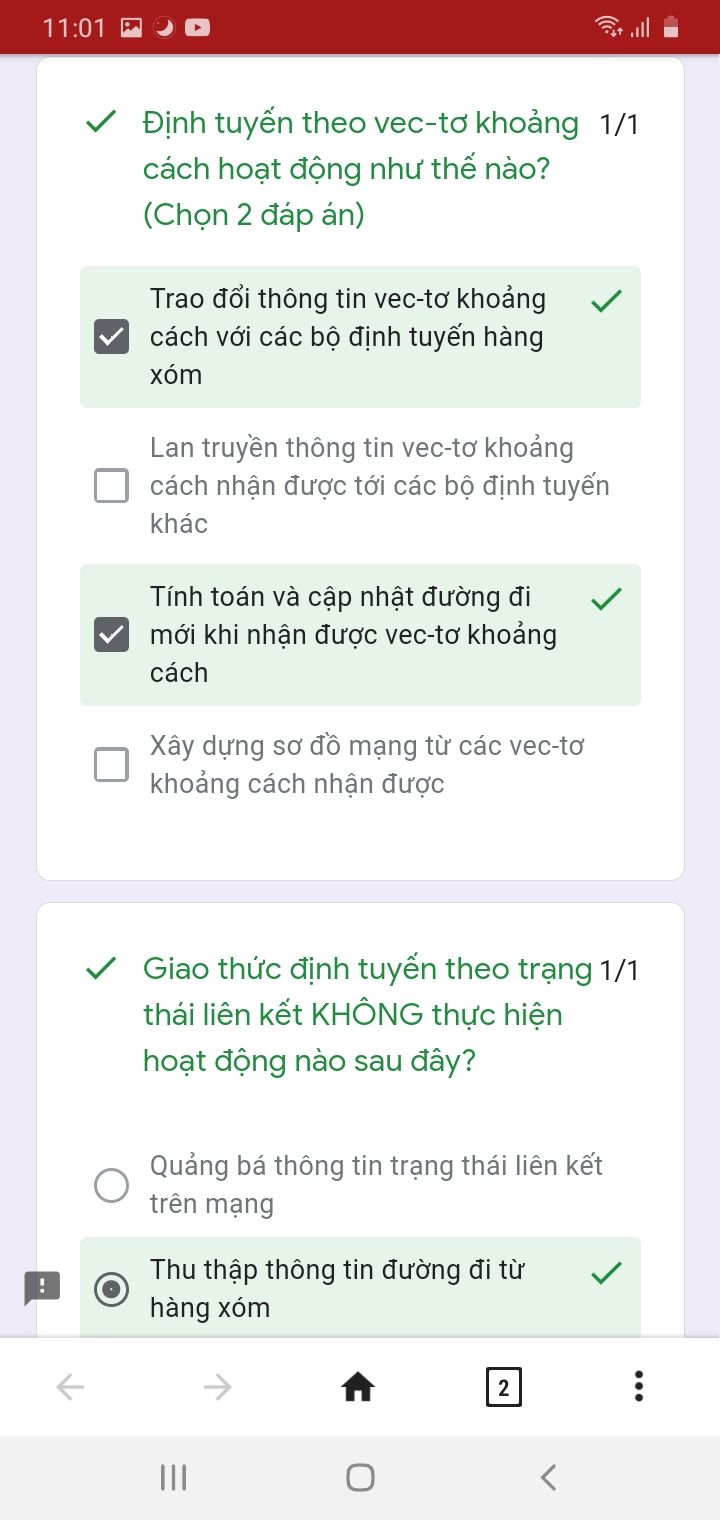 11:01
Định tuyến theo vec-tơ khoảng 1/1
cách hoạt động như thế nào?
(Chọn 2 đáp án)
Trao đổi thông tin vec-tơ khoảng
cách với các bộ định tuyến hàng
xóm
Lan truyền thông tin vec-tơ khoảng
cách nhận được tới các bộ định tuyến
khác
Tính toán và cập nhật đường đi
mới khi nhận được vec-tơ khoảng
cách
Xây dựng sơ đồ mạng từ các vec-tơ
khoảng cách nhận được
Giao thức định tuyến theo trạng 1/1
thái liên kết KHÔNG thực hiện
hoạt động nào sau đây?
Quảng bá thông tin trạng thái liên kết
trên mạng
Thu thập thông tin đường đi từ
hàng xóm
2